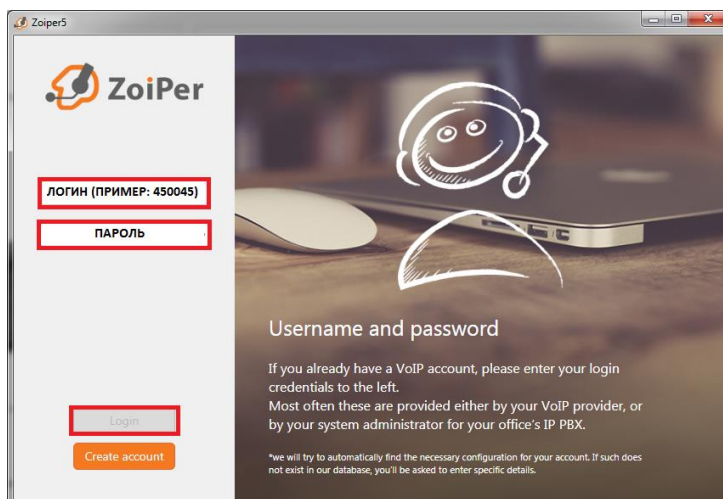 Zoiper5
ZoiPer
ЛОГИН (ПРИМЕР: 450045)
ПАРОЛЬ
Login
Create account
Username and password
If you already have a VoIP account, please enter your login
credentials to the left.
Most often these are provided either by your VoIP provider, or
by your system administrator for your office's IP PBX.
*we will try to automatically find the necessary configuration for your account. If such does
not exist in our database, you'll be asked to enter specific details.